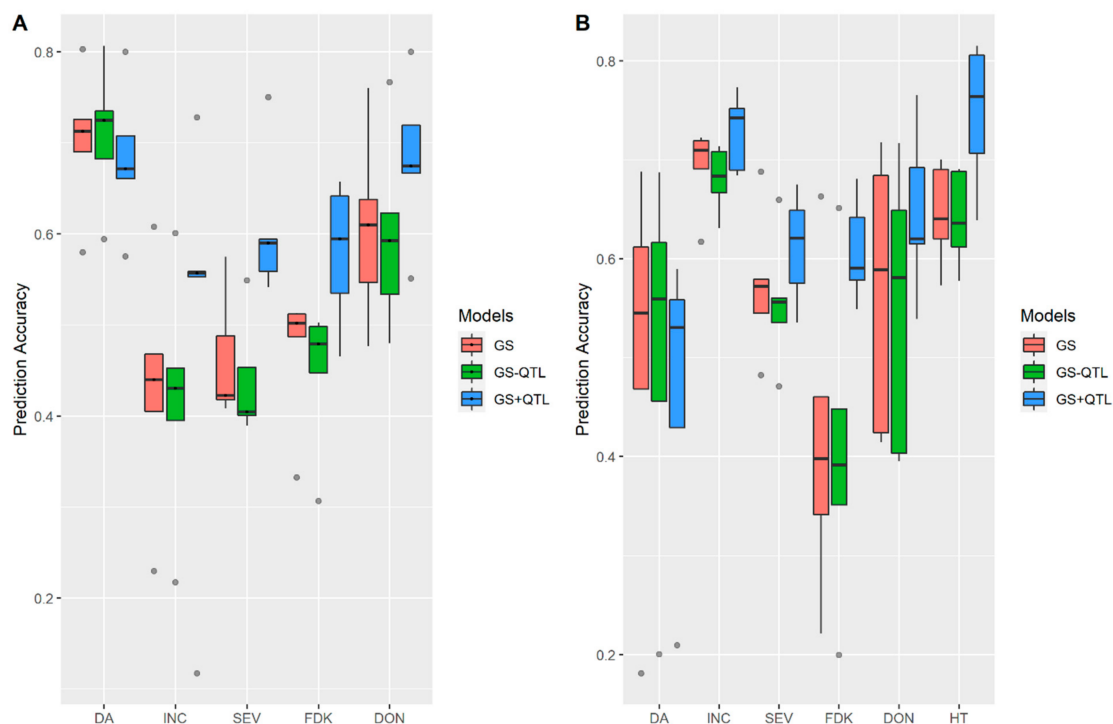 A
Prediction Accuracy
0.8
0.6
0.4
0.2
DA INC SEV FDK DON
Models
GS
GS-QTL
GS+QTL
B
Prediction Accuracy
0.8
0.6
0.4
0.2
DA INC SEV FDK DON HT
Models
GS
GS-QTL
GS+QTL